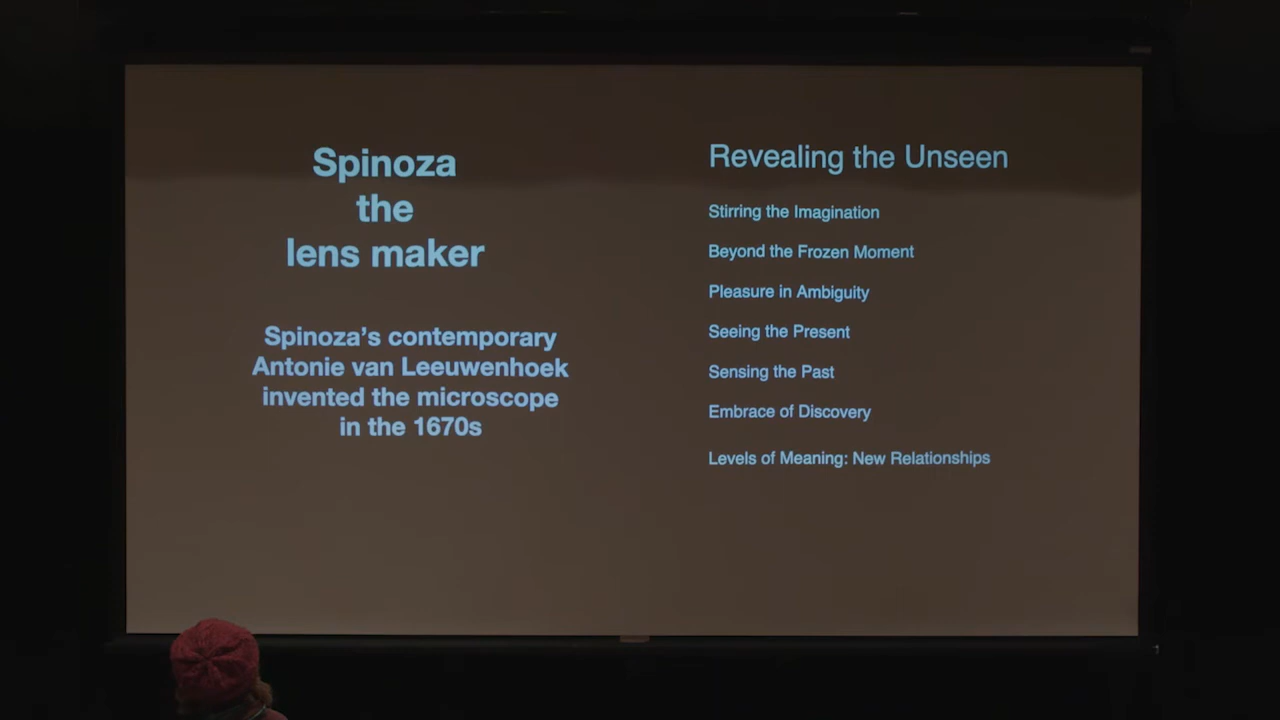 Spinoza
the
lens maker
Spinoza's contemporary
Antonie van Leeuwenhoek
invented the microscope
in the 1670s
Revealing the Unseen
Stirring the Imagination
Beyond the Frozen Moment
Pleasure in Ambiguity
Seeing the Present
Sensing the Past
Embrace of Discovery
Levels of Meaning: New Relationships